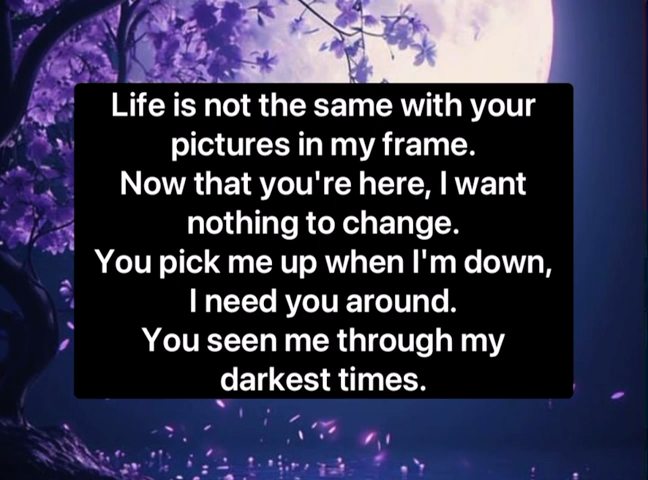 Life is not the same with your
pictures in my frame.
Now that you're here, I want
nothing to change.
You pick me up when I'm down,
I need you around.
You seen me through my
darkest times.